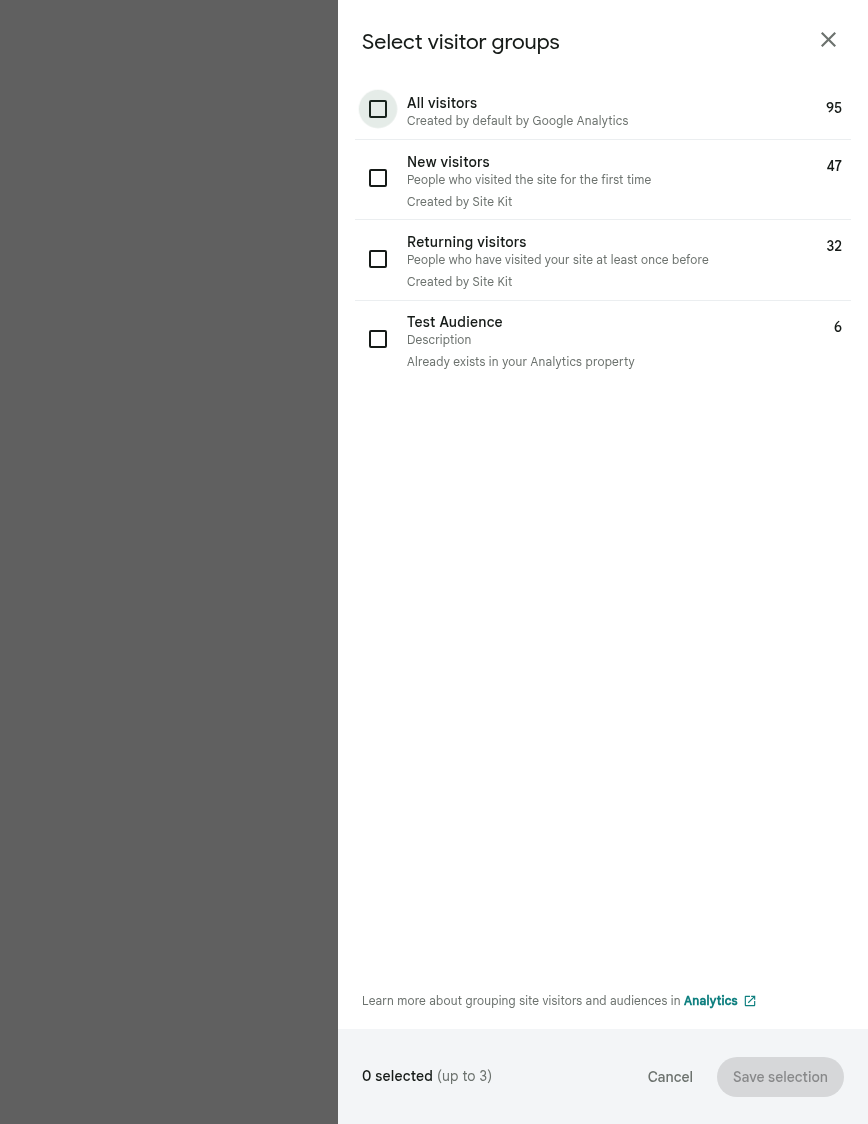 Select visitor groups
All visitors
95
Created by default by Google Analytics
New visitors
47
People who visited the site for the first time
Created by Site Kit
Returning visitors
32
People who have visited your site at least once before
Created by Site Kit
Test Audience
6
Description
Already exists in your Analytics property
Learn more about grouping site visitors and audiences in Analytics
0 selected (up to 3)
Cancel
Save selection